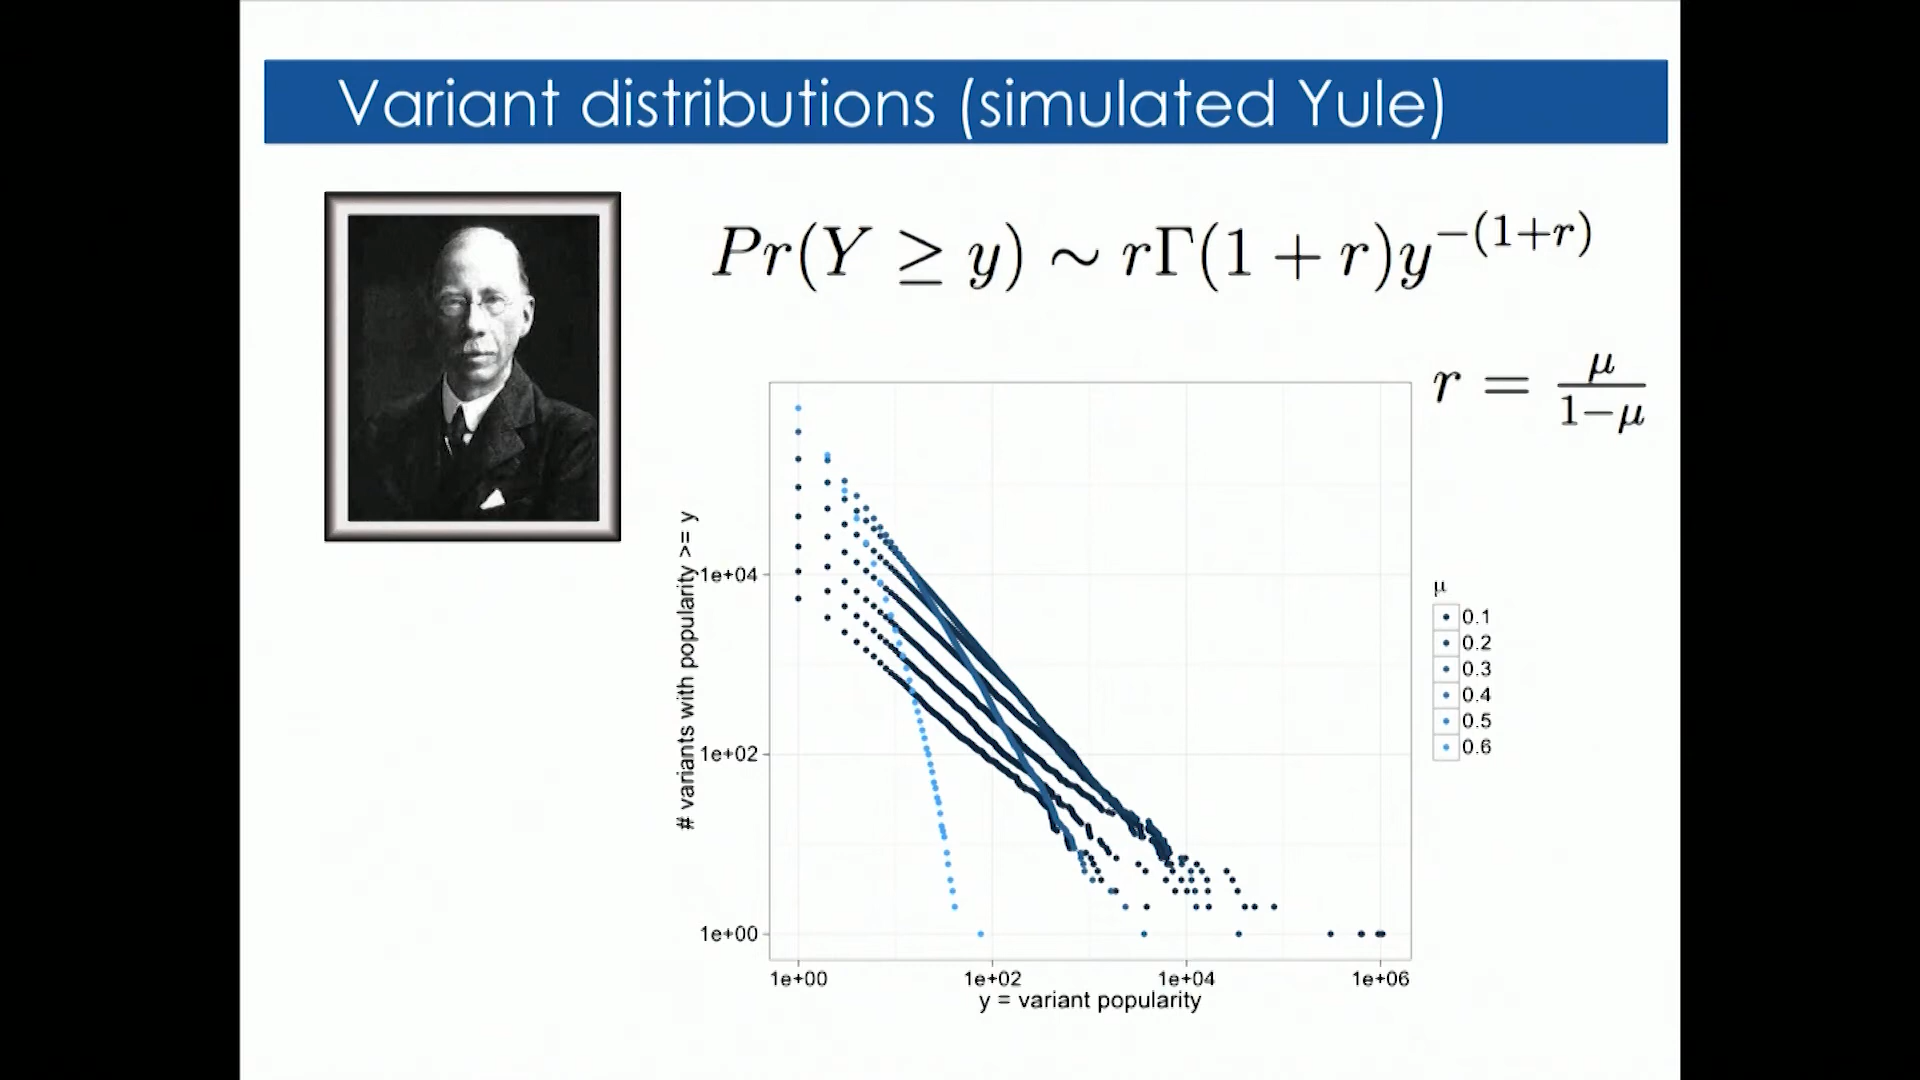 Variant distributions (simulated Yule)
Pr(Y ≥ y) ∼ rΓ(1 + r)y^{−(1+r)}
r = μ/(1−μ)
# variants with popularity >= y
1e+04
1e+02
1e+00
1e+00 1e+02 1e+04 1e+06
y = variant popularity
μ
0.1
0.2
0.3
0.4
0.5
0.6